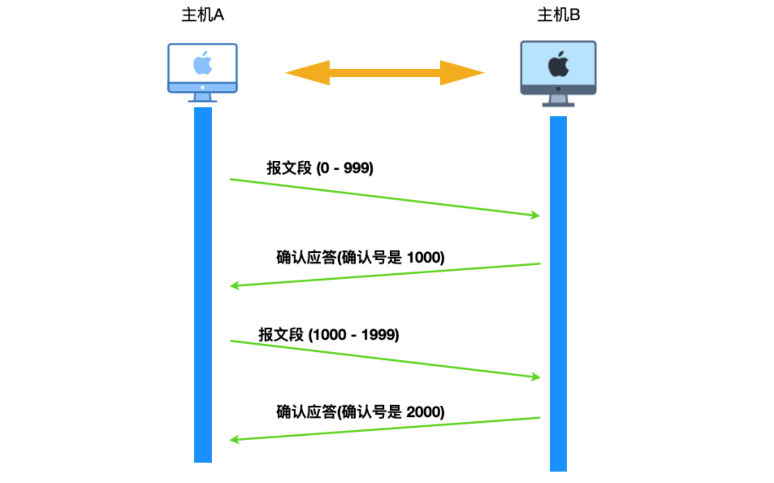 主机A
主机B
报文段 (0 - 999)
确认应答(确认号是 1000)
报文段 (1000 - 1999)
确认应答(确认号是 2000)